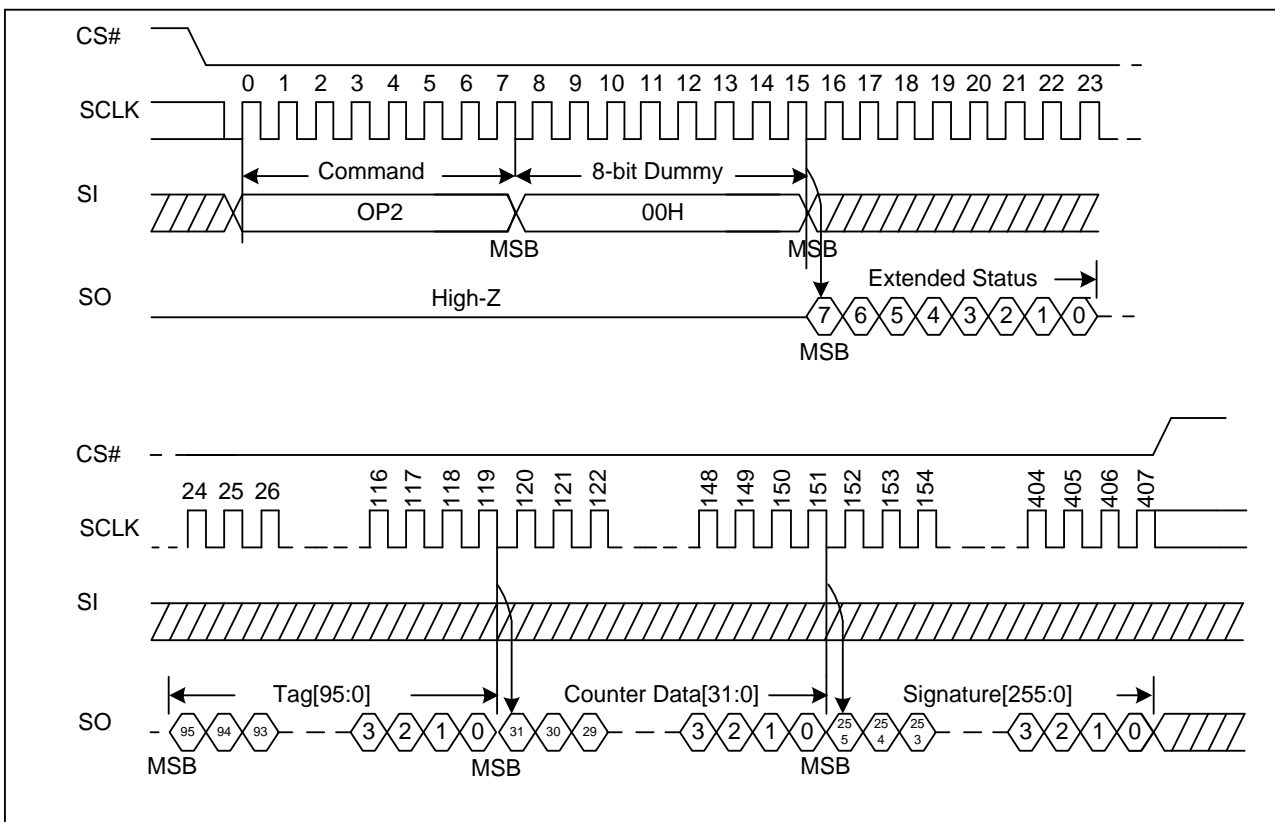 CS#
0 1 2 3 4 5 6 7 8 9 10 11 12 13 14 15 16 17 18 19 20 21 22 23
SCLK
Command 8-bit Dummy
SI
OP2 00H
MSB MSB
Extended Status
SO
High-Z
7 6 5 4 3 2 1 0
MSB
CS#
24 25 26 116 117 118 119 120 121 122 148 149 150 151 152 153 154 404 405 406 407
SCLK
SI
Tag[95:0] Counter Data[31:0] Signature[255:0]
SO
95 94 93 3 2 1 0 31 30 29 3 2 1 0 255 254 253 3 2 1 0
MSB MSB MSB